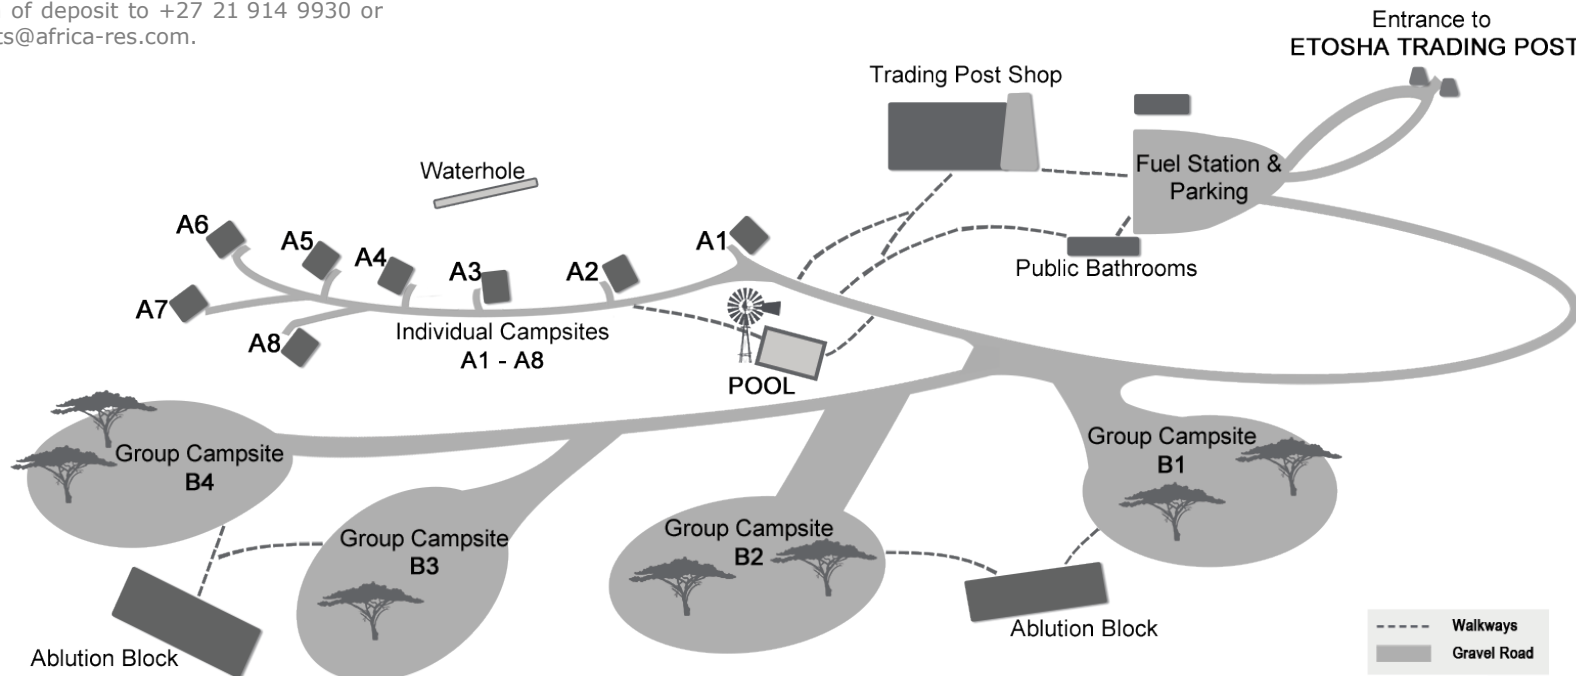 of deposit to +27 21 914 9930 or
ts@africa-res.com.
Entrance to
ETOSHA TRADING POST
Trading Post Shop
Fuel Station &
Parking
Waterhole
Public Bathrooms
A6
A5
A4
A3
A2
A1
A7
A8
Individual Campsites
A1 - A8
POOL
Group Campsite
B4
Group Campsite
B3
Group Campsite
B2
Group Campsite
B1
Ablution Block
Ablution Block
Walkways
Gravel Road